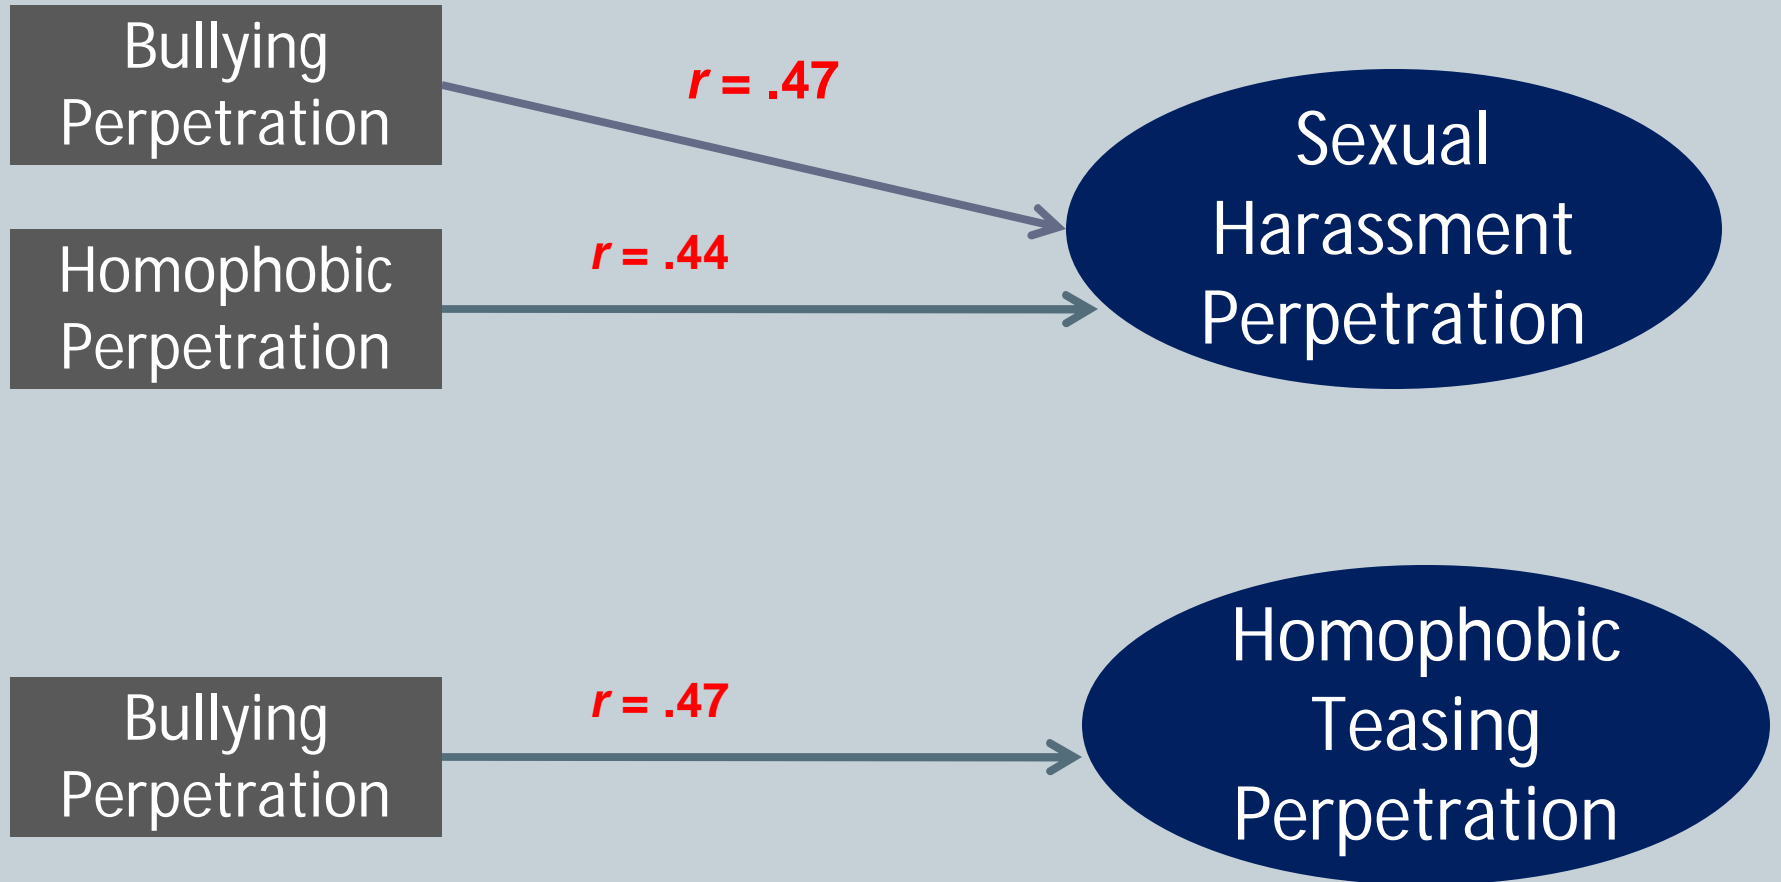 Bullying
Perpetration
r = .47
Sexual
Harassment
Perpetration
Homophobic
Perpetration
r = .44
Bullying
Perpetration
r = .47
Homophobic
Teasing
Perpetration